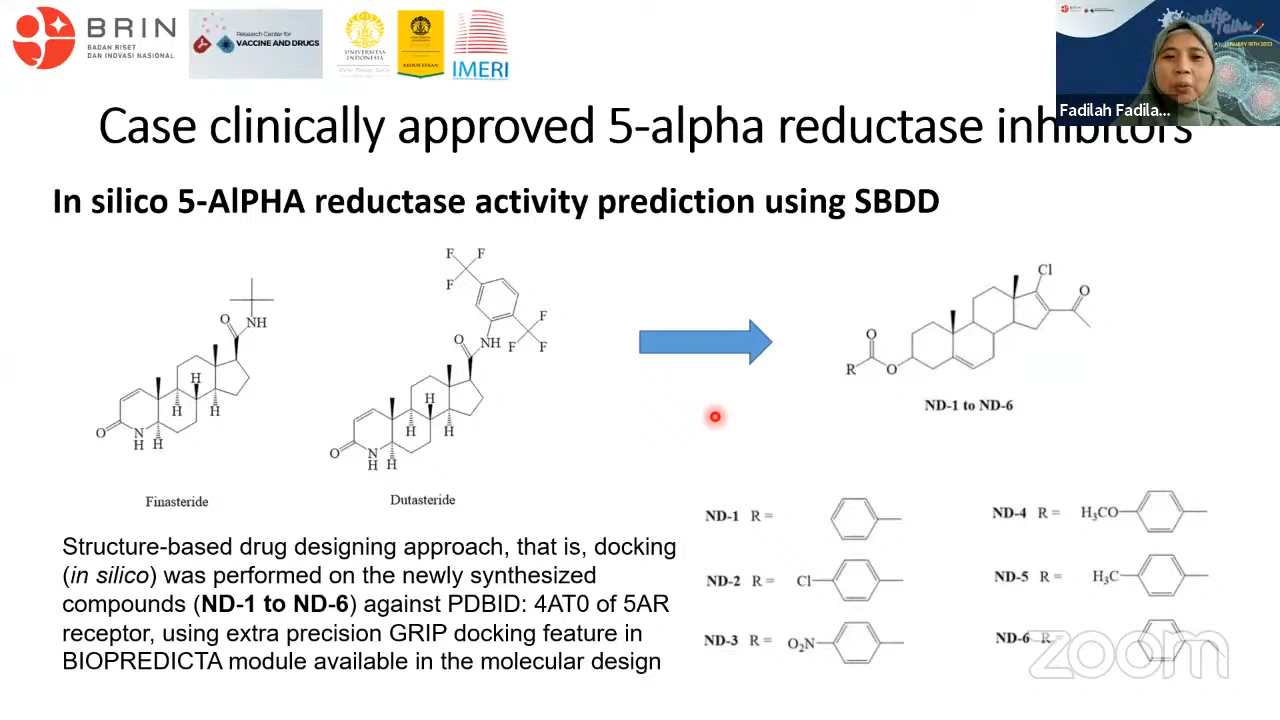 BRIN
BADAN RISET
DAN INOVASI NASIONAL
Research Center for
VACCINE AND DRUGS
UNIVERSITAS
INDONESIA
KEDOKTERAN
IMERI
Scientific
JANUARY 18TH 2023
Fadilah Fadila...
Case clinically approved 5-alpha reductase inhibitors
In silico 5-AlPHA reductase activity prediction using SBDD
F F
F
F
F
F
O NH
H
H H
O N H
H
Finasteride
O NH
H
H H
O N H
H
Dutasteride
Cl
O
O
R O
ND-1 to ND-6
ND-1 R =
ND-2 R = Cl
ND-3 R = O₂N
ND-4 R = H₃CO
ND-5 R = H₃C
ND-6 R =
Structure-based drug designing approach, that is, docking
(in silico) was performed on the newly synthesized
compounds (ND-1 to ND-6) against PDBID: 4AT0 of 5AR
receptor, using extra precision GRIP docking feature in
BIOPREDICTA module available in the molecular design
zoom